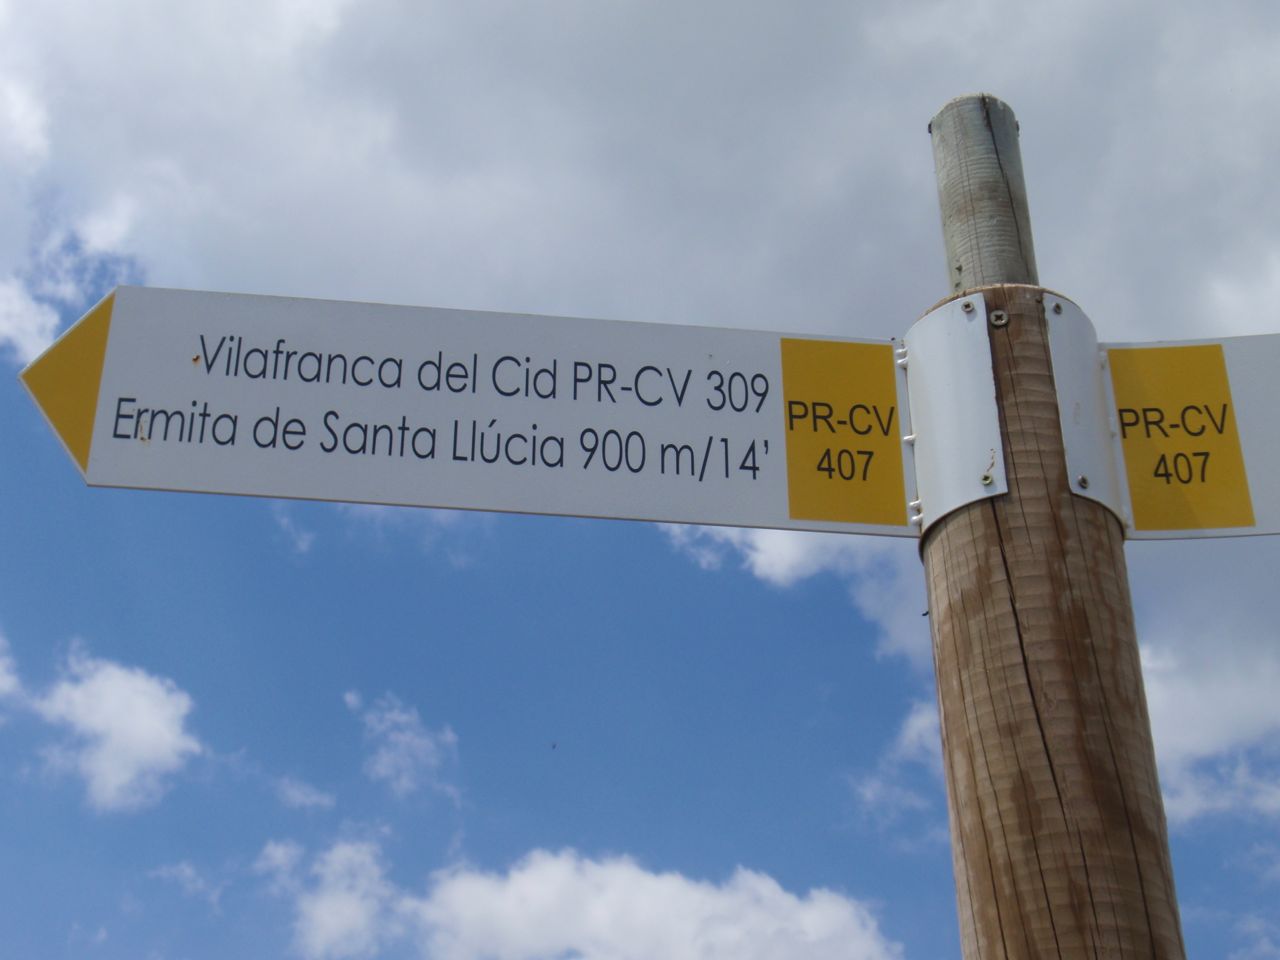 Vilafranca del Cid PR-CV 309
Ermita de Santa Llúcia 900 m/14'
PR-CV
407
PR-CV
407